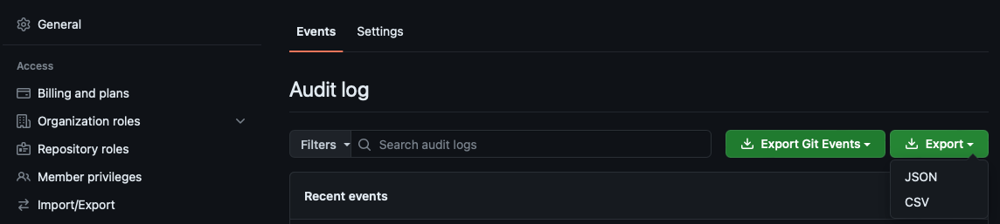 General
Access
Billing and plans
Organization roles
Repository roles
Member privileges
Import/Export
Events Settings
Audit log
Filters Search audit logs Export Git Events Export
JSON
CSV
Recent events